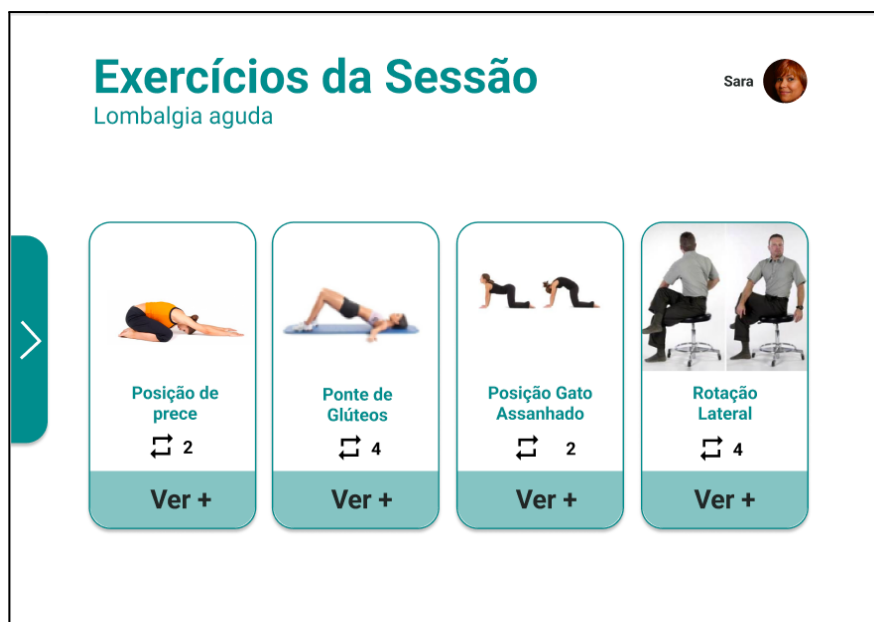 Exercícios da Sessão
Lombalgia aguda
Sara
Posição de
prece
2
Ver +
Ponte de
Glúteos
4
Ver +
Posição Gato
Assanhado
2
Ver +
Rotação
Lateral
4
Ver +